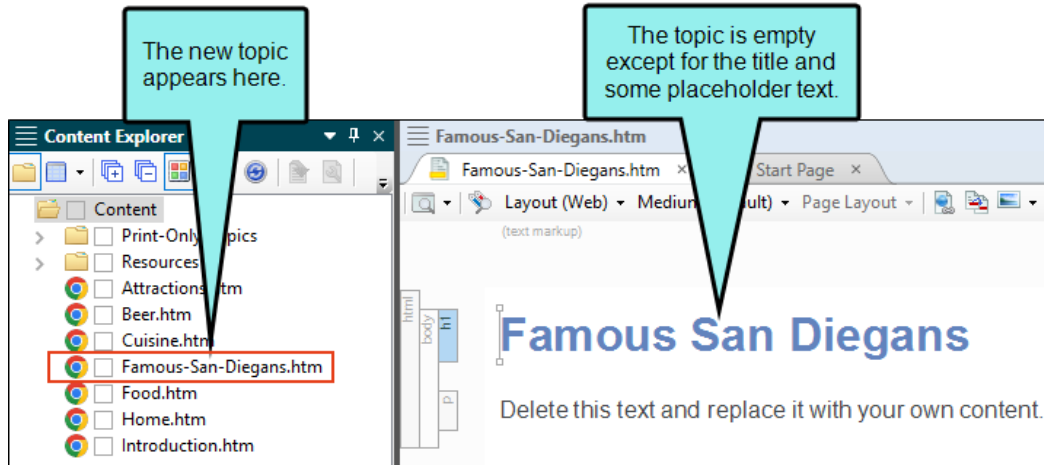 The new topic
appears here.
The topic is empty
except for the title and
some placeholder text.
Content Explorer
Famous-San-Diegans.htm
Famous-San-Diegans.htm
Start Page
Layout (Web)
Medium
Page Layout
(text markup)
Content
Print-Only
Resources
Attractions
Beer.htm
Cuisine.htm
Famous-San-Diegans.htm
Food.htm
Home.htm
Introduction.htm
html
body
h1
p
Famous San Diegans
Delete this text and replace it with your own content.